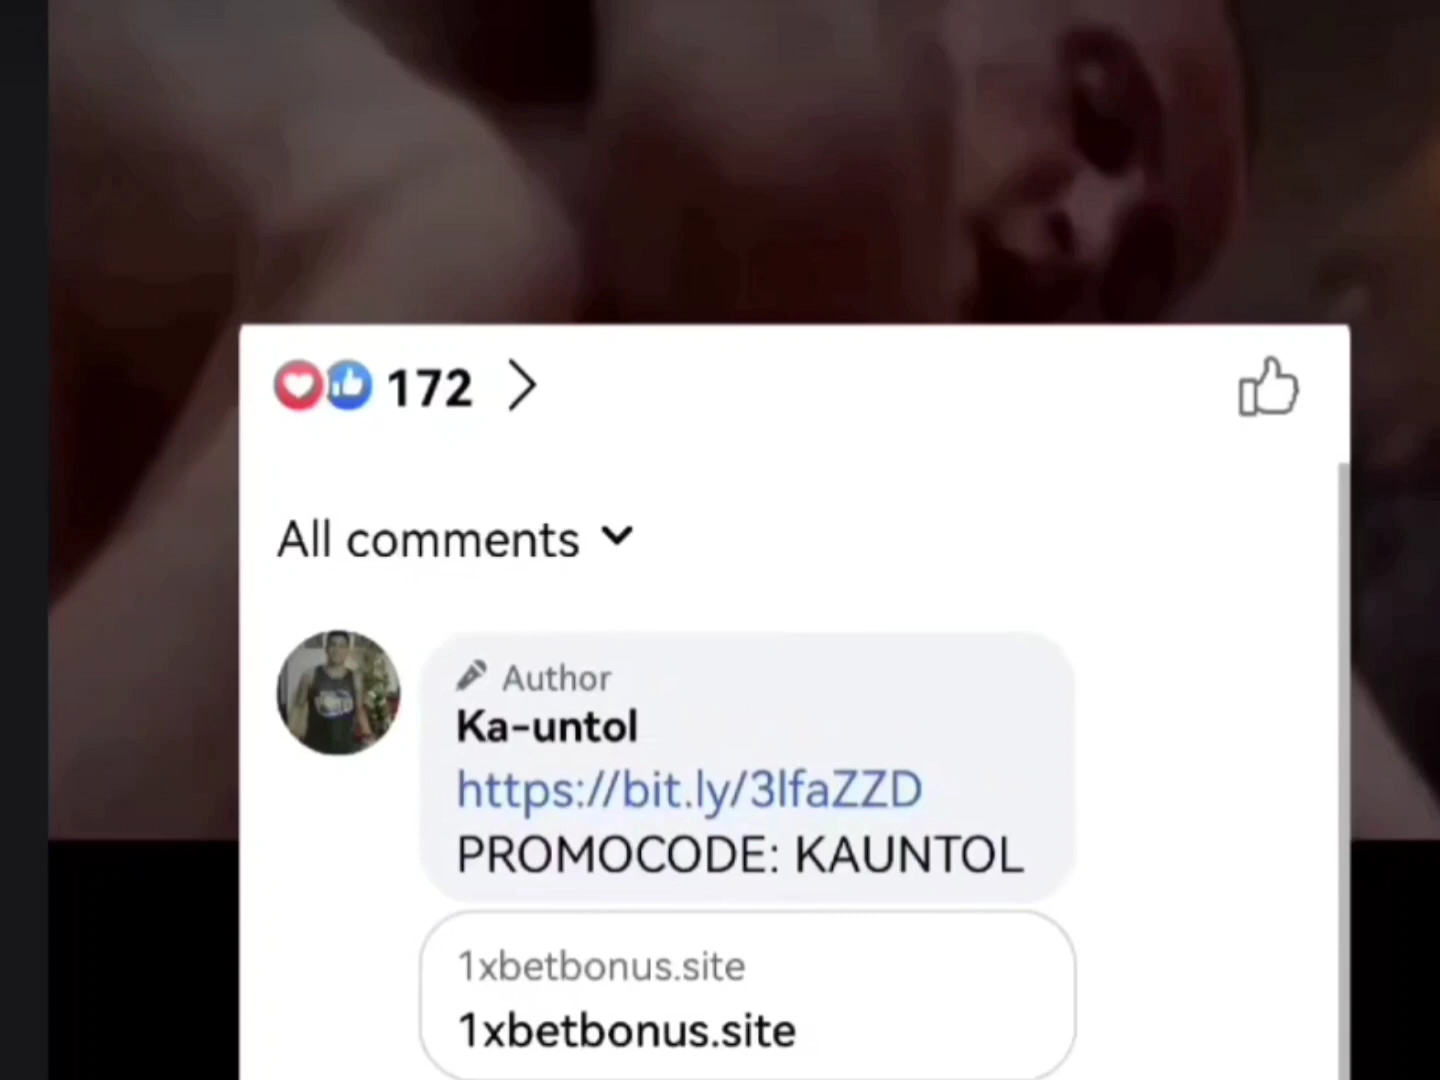 172
All comments
Author
Ka-untol
https://bit.ly/3lfaZZD
PROMOCODE: KAUNTOL
1xbetbonus.site
1xbetbonus.site